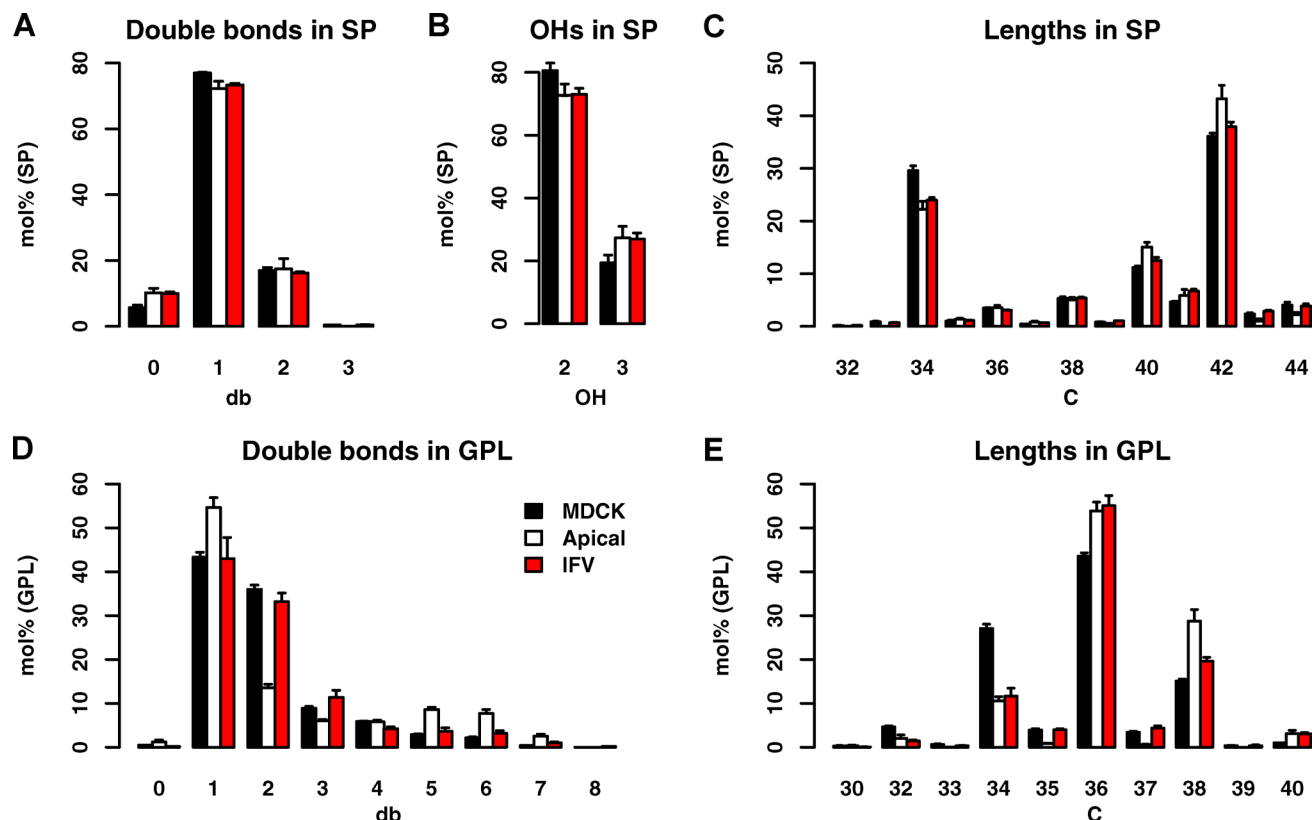 A Double bonds in SP
mol% (SP)
0 20 40 60 80
0 1 2 3
db
B OHs in SP
mol% (SP)
0 20 40 60 80
2 3
OH
C Lengths in SP
mol% (SP)
0 10 20 30 40 50
32 34 36 38 40 42 44
C
D Double bonds in GPL
mol% (GPL)
0 10 20 30 40 50 60
MDCK
Apical
IFV
0 1 2 3 4 5 6 7 8
db
E Lengths in GPL
mol% (GPL)
0 10 20 30 40 50 60
30 32 33 34 35 36 37 38 39 40
C